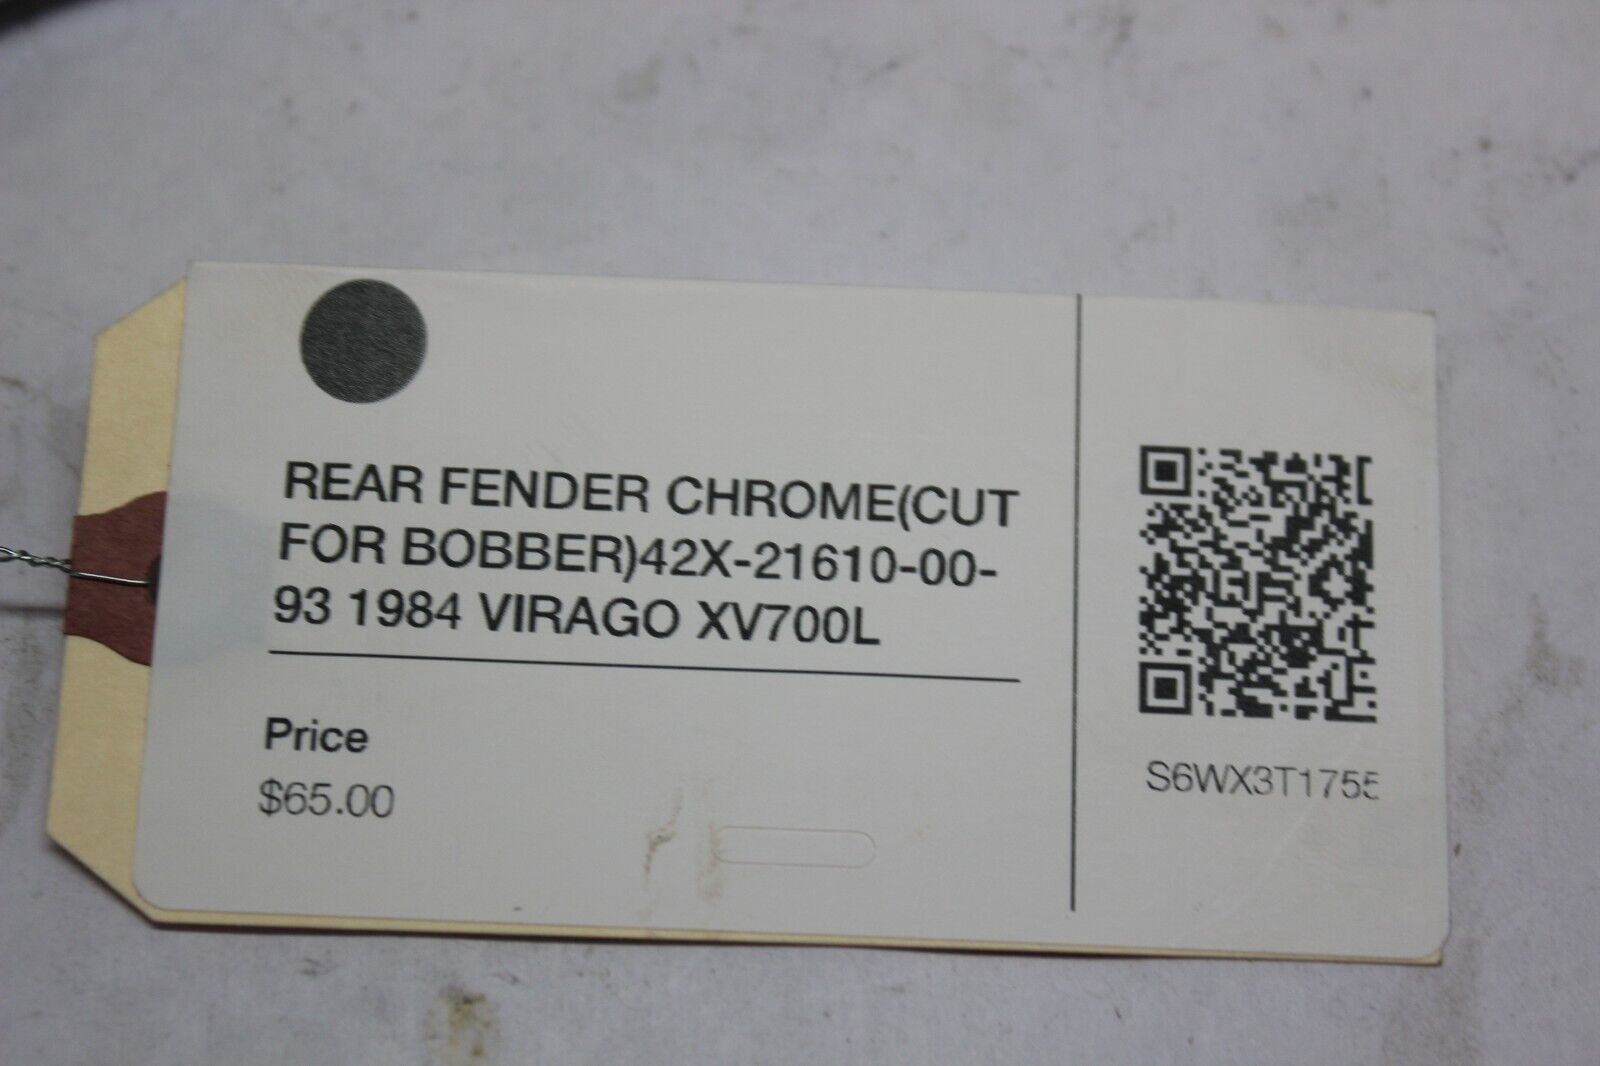 REAR FENDER CHROME(CUT
FOR BOBBER)42X-21610-00-
93 1984 VIRAGO XV700L
Price
$65.00
S6WX3T1755